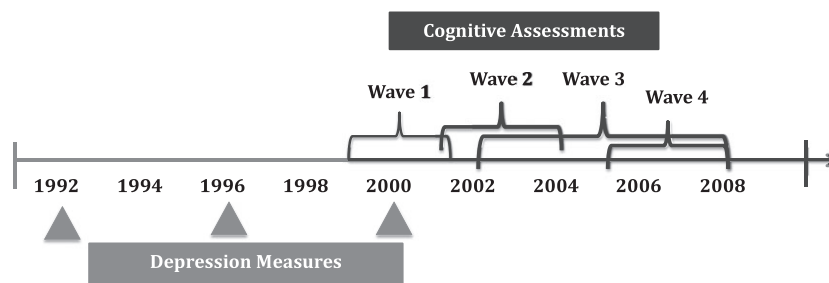 Cognitive Assessments
Wave 1
Wave 2
Wave 3
Wave 4
1992 1994 1996 1998 2000 2002 2004 2006 2008
Depression Measures